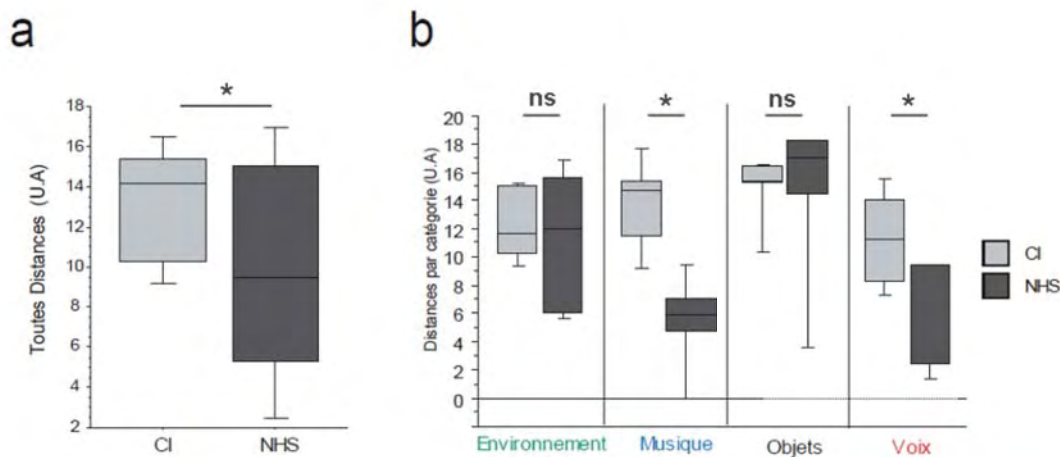 a
*
18
16
14
12
10
8
6
4
2
Toutes Distances (U.A)
CI NHS
b
ns * ns *
20
18
16
14
12
10
8
6
4
2
0
Distances par catégorie (U.A)
Environnement Musique Objets Voix
CI
NHS